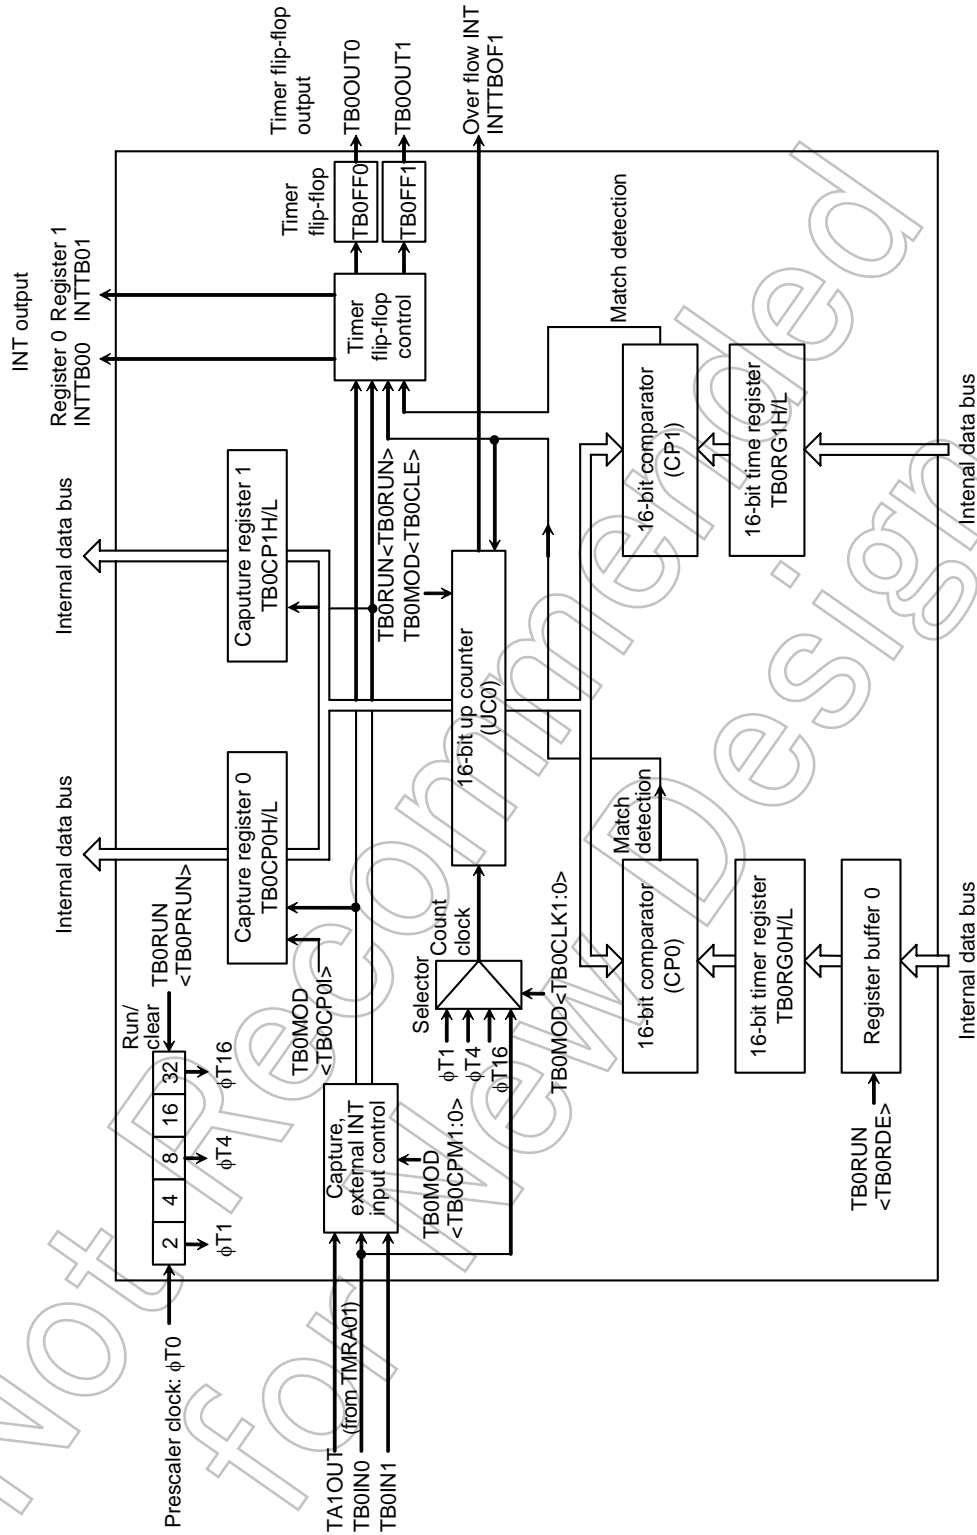 Prescaler clock: φT0
2
4
8
16
32
φT1
φT4
φT16
Run/
clear
TB0RUN
<TB0PRUN>
Internal data bus
Internal data bus
INT output
Register 0
INTTB00
Register 1
INTTB01
TA1OUT
(from TMRA01)
TB0IN0
TB0IN1
Capture,
external INT
input control
TB0MOD
<TB0CPM1:0>
TB0MOD
<TB0CP0I>
Capture register 0
TB0CP0H/L
Caputure register 1
TB0CP1H/L
TB0RUN<TB0RUN>
TB0MOD<TB0CLE>
Timer
flip-flop
control
Timer
flip-flop
TB0FF0
TB0FF1
Timer flip-flop
output
TB0OUT0
TB0OUT1
Over flow INT
INTTBOF1
Selector
φT1
φT4
φT16
Count
clock
TB0MOD<TB0CLK1:0>
16-bit up counter
(UC0)
Match
detection
Match detection
16-bit comparator
(CP0)
16-bit comparator
(CP1)
16-bit timer register
TB0RG0H/L
16-bit time register
TB0RG1H/L
Register buffer 0
TB0RUN
<TB0RDE>
Internal data bus
Intenal data bus
Not Recommended
for New Design